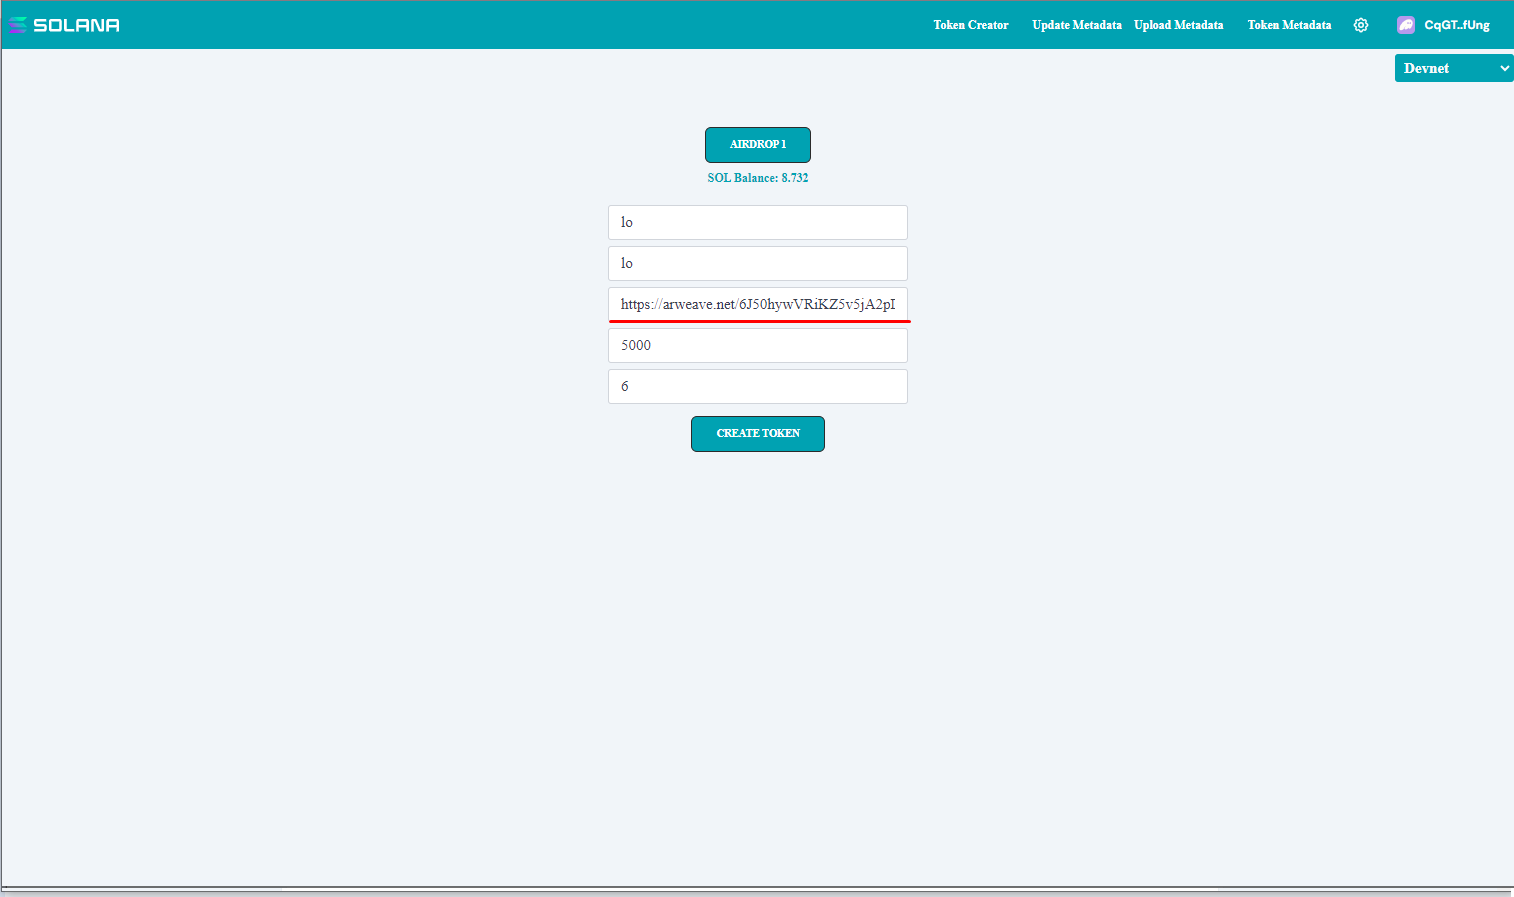 SOLANA
Token Creator Update Metadata Upload Metadata Token Metadata CqGT..fUng
Devnet
AIRDROP 1
SOL Balance: 8.732
lo
lo
https://arweave.net/6J50hywVRiKZ5v5jA2pI
5000
6
CREATE TOKEN